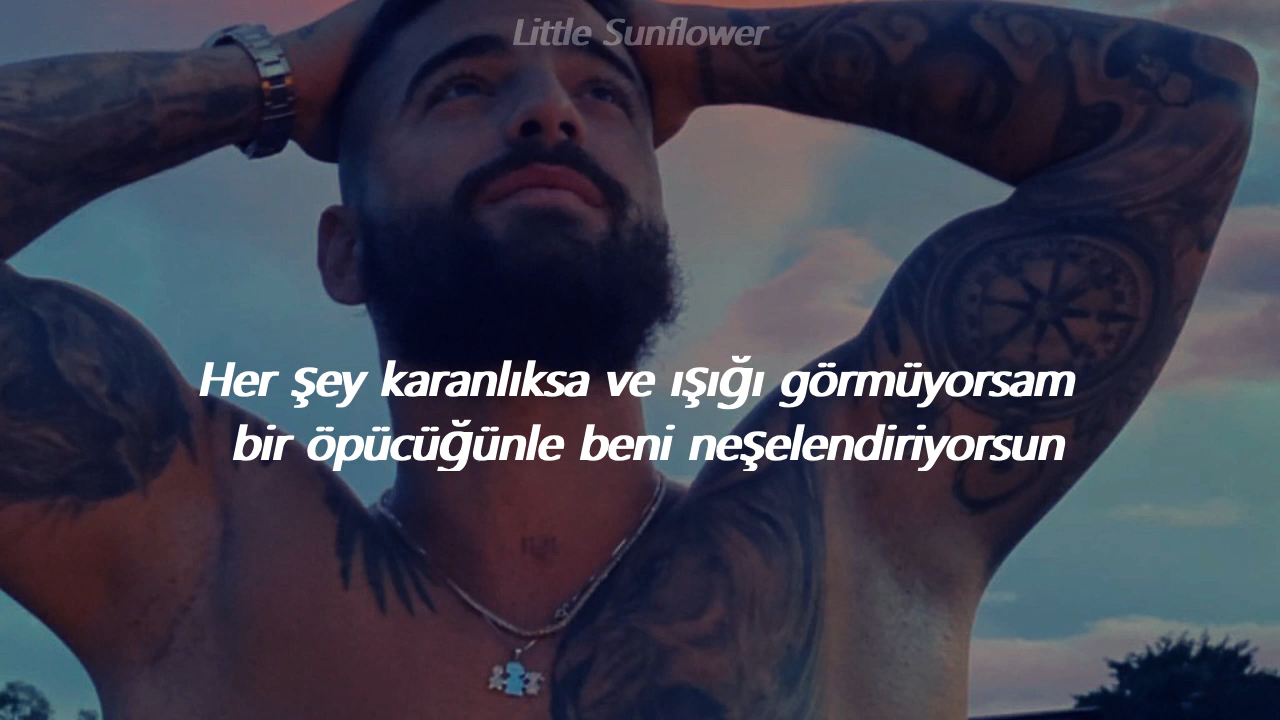 Little Sunflower
Her şey karanlıksa ve ışığı görmüyorsam
bir öpücüğünle beni neşelendiriyorsun